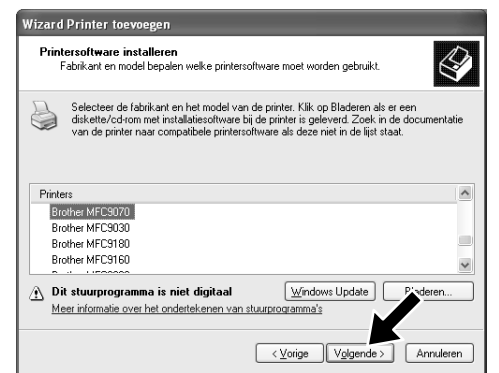 Wizard Printer toevoegen
Printersoftware installeren
Fabrikant en model bepalen welke printersoftware moet worden gebruikt.
Selecteer de fabrikant en het model van de printer. Klik op Bladeren als er een
diskette/cd-rom met installatiesoftware bij de printer is geleverd. Zoek in de documentatie
van de printer naar compatibele printersoftware als deze niet in de lijst staat.
Printers
Brother MFC9070
Brother MFC9030
Brother MFC9180
Brother MFC9160
Dit stuurprogramma is niet digitaal
Windows Update
Bladeren...
Meer informatie over het ondertekenen van stuurprogramma's
< Vorige
Volgende >
Annuleren